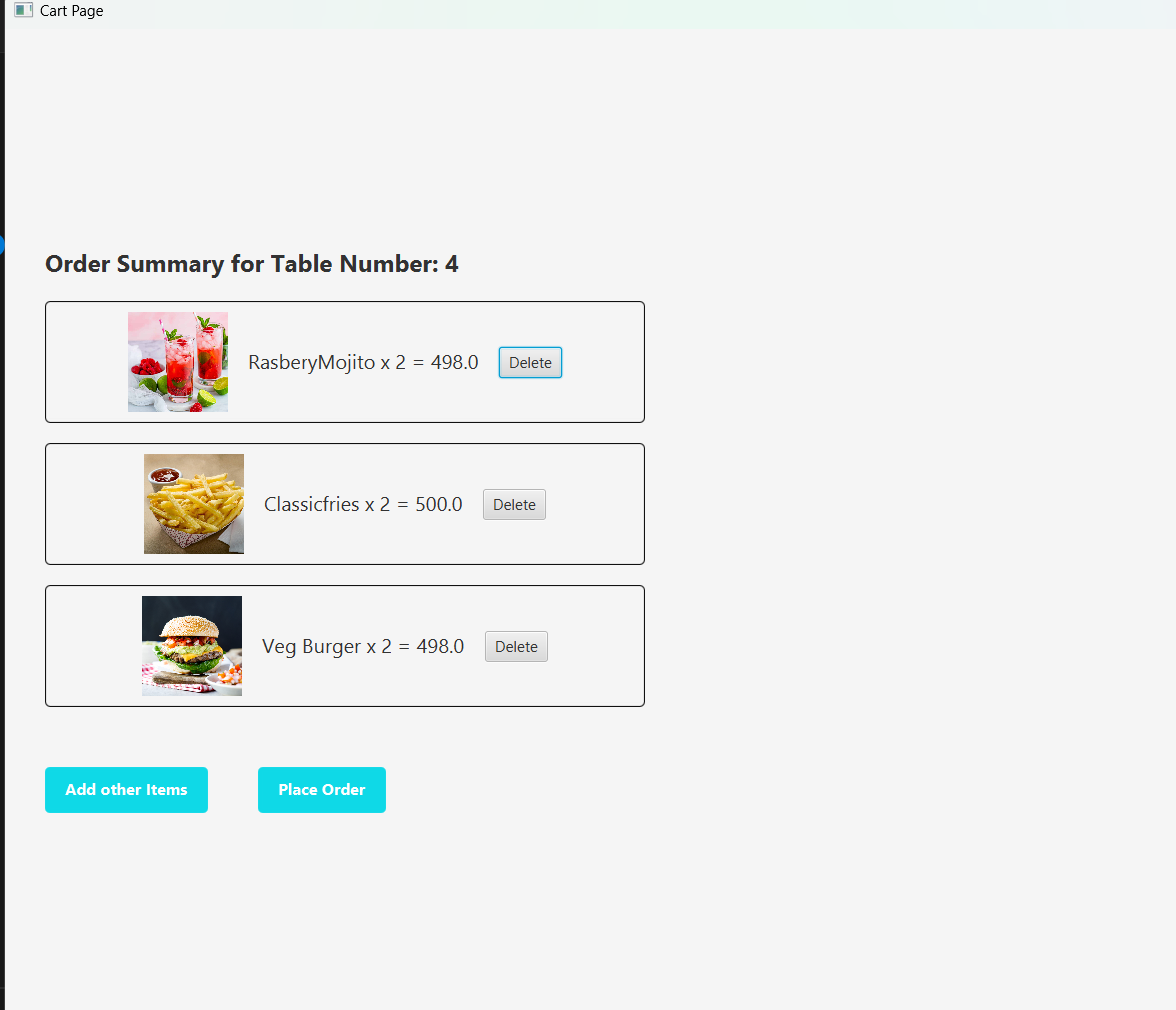 Cart Page
Order Summary for Table Number: 4
RasberyMojito x 2 = 498.0
Delete
Classicfries x 2 = 500.0
Delete
Veg Burger x 2 = 498.0
Delete
Add other Items
Place Order